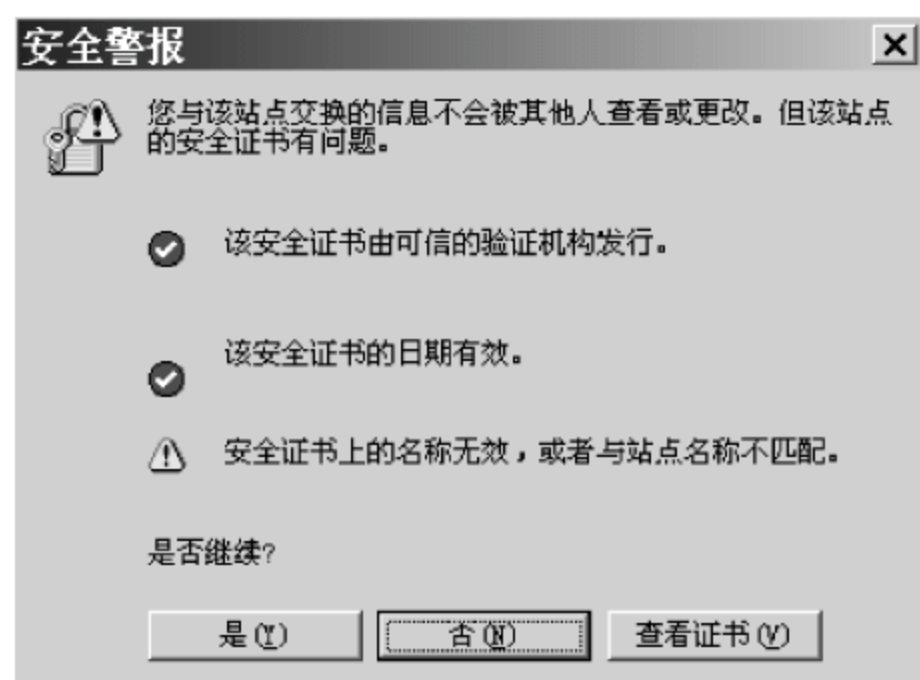 安全警报
您与该站点交换的信息不会被其他人查看或更改。但该站点
的安全证书有问题。
该安全证书由可信的验证机构发行。
该安全证书的日期有效。
安全证书上的名称无效，或者与站点名称不匹配。
是否继续?
是(Y) 否(N) 查看证书(V)